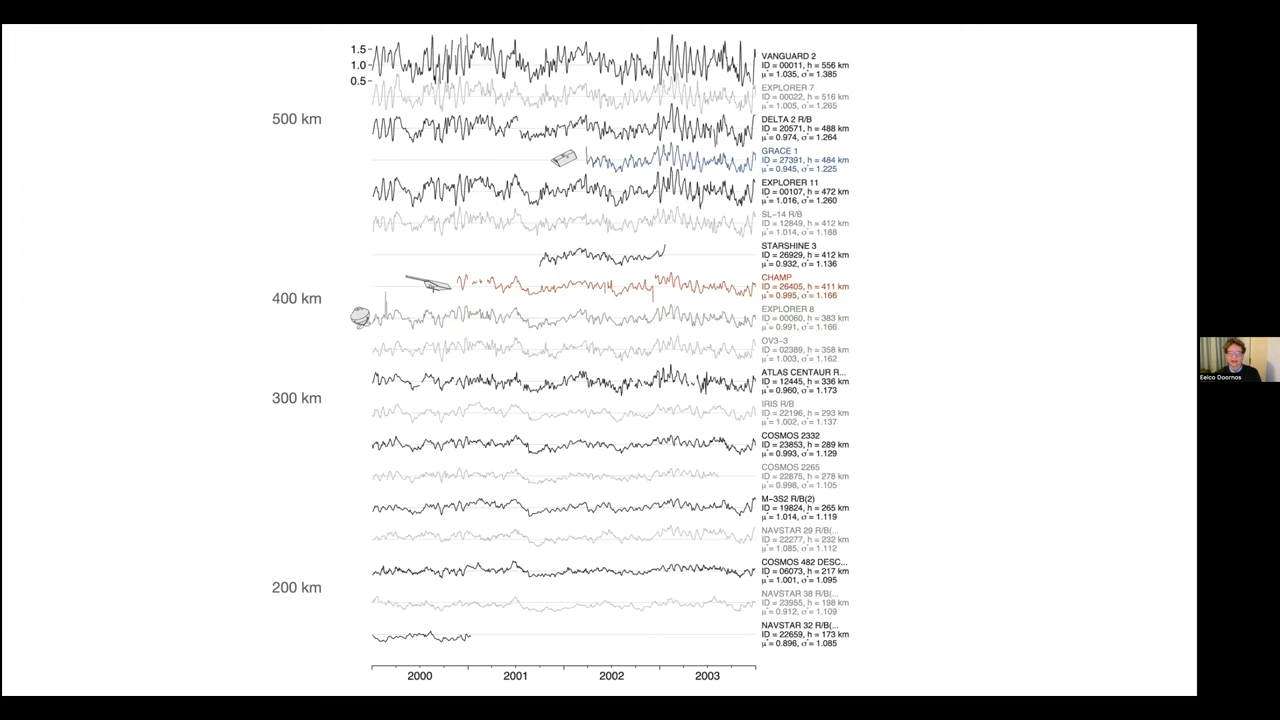 1.5
1.0
0.5
VANGUARD 2
ID = 00011, h = 556 km
μ* = 1.035, σ* = 1.385
EXPLORER 7
ID = 00022, h = 516 km
μ* = 1.005, σ* = 1.265
500 km
DELTA 2 R/B
ID = 20571, h = 488 km
μ* = 0.974, σ* = 1.264
GRACE 1
ID = 27391, h = 484 km
μ* = 0.945, σ* = 1.225
EXPLORER 11
ID = 00107, h = 472 km
μ* = 1.016, σ* = 1.260
SL-14 R/B
ID = 12849, h = 412 km
μ* = 1.014, σ* = 1.188
STARSHINE 3
ID = 26929, h = 412 km
μ* = 0.932, σ* = 1.136
CHAMP
ID = 26405, h = 411 km
μ* = 0.995, σ* = 1.166
400 km
EXPLORER 8
ID = 00060, h = 383 km
μ* = 0.991, σ* = 1.166
OV3-3
ID = 02389, h = 358 km
μ* = 1.003, σ* = 1.162
ATLAS CENTAUR R...
ID = 12445, h = 336 km
μ* = 0.960, σ* = 1.173
300 km
IRIS R/B
ID = 22196, h = 293 km
μ* = 1.002, σ* = 1.137
COSMOS 2332
ID = 23853, h = 289 km
μ* = 0.993, σ* = 1.129
COSMOS 2265
ID = 22875, h = 278 km
μ* = 0.998, σ* = 1.105
M-3S2 R/B(2)
ID = 19824, h = 265 km
μ* = 1.014, σ* = 1.119
NAVSTAR 29 R/B(...
ID = 22277, h = 232 km
μ* = 1.085, σ* = 1.112
COSMOS 482 DESC...
ID = 06073, h = 217 km
μ* = 1.001, σ* = 1.095
200 km
NAVSTAR 38 R/B(...
ID = 23955, h = 198 km
μ* = 0.912, σ* = 1.109
NAVSTAR 32 R/B(...
ID = 22659, h = 173 km
μ* = 0.896, σ* = 1.085
2000
2001
2002
2003
Eelco Doornos